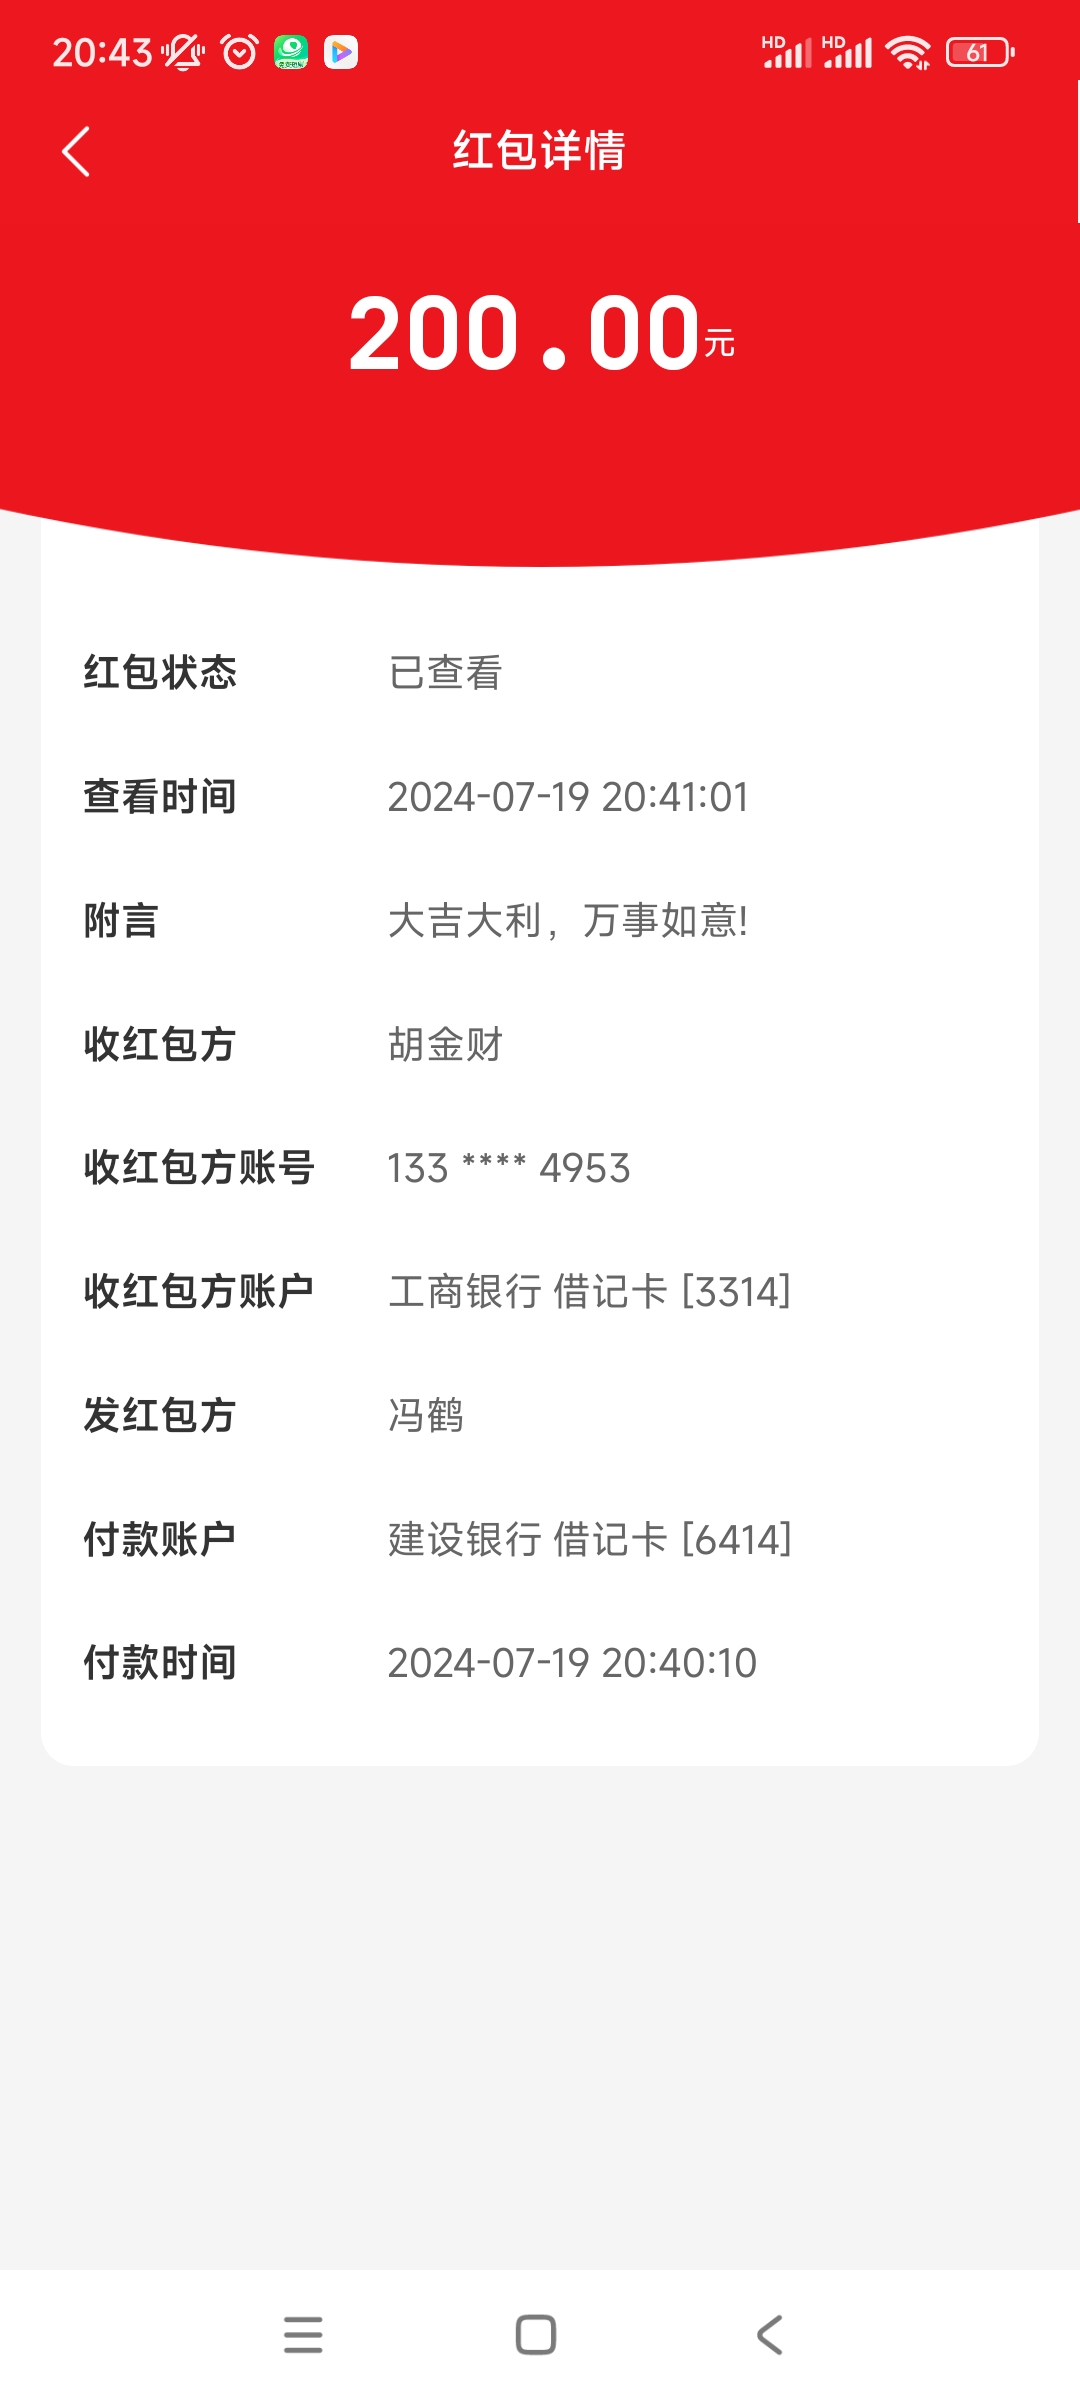 20:43 HD HD 61
红包详情
200.00元
红包状态 已查看
查看时间 2024-07-19 20:41:01
附言 大吉大利，万事如意!
收红包方 胡金财
收红包方账号 133 **** 4953
收红包方账户 工商银行 借记卡 [3314]
发红包方 冯鹤
付款账户 建设银行 借记卡 [6414]
付款时间 2024-07-19 20:40:10